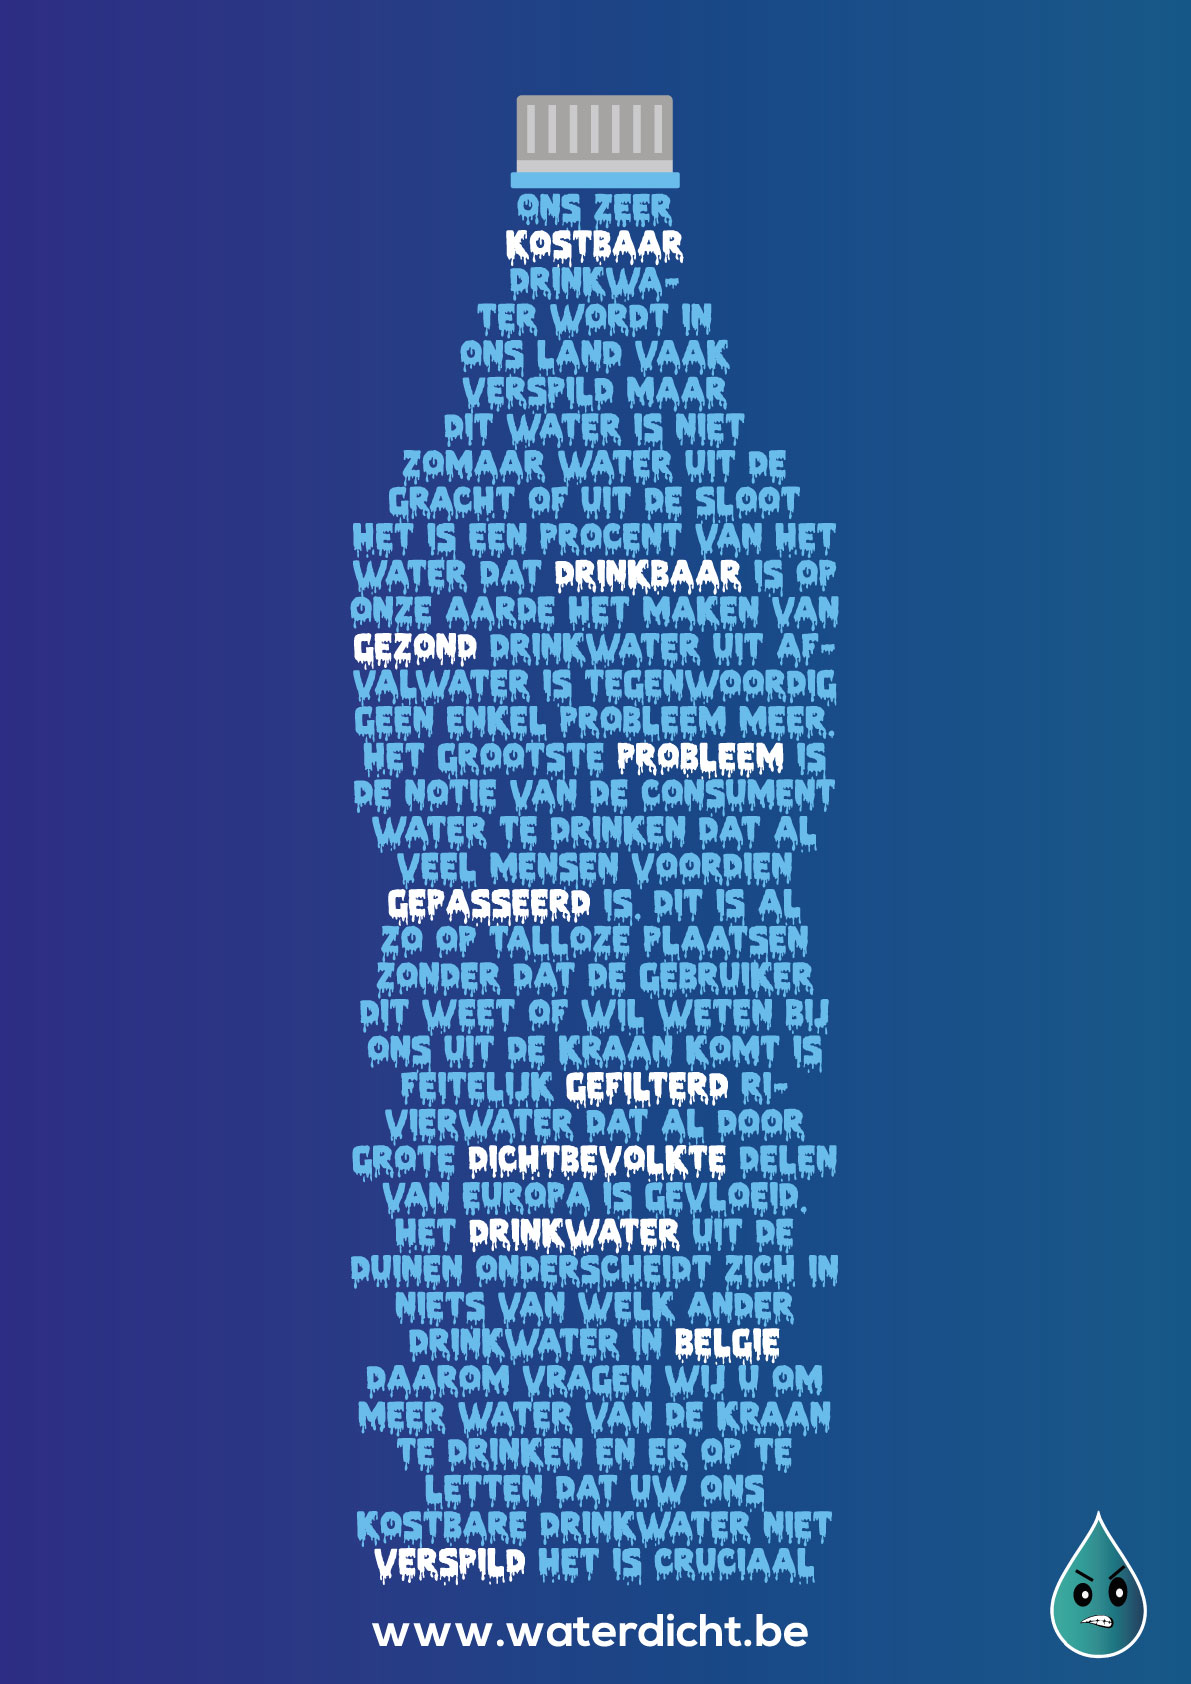 ONS ZEER
KOSTBAAR
DRINKWA-
TER WORDT IN
ONS LAND VAAK
VERSPILD MAAR
DIT WATER IS NIET
ZOMAAR WATER UIT DE
GRACHT OF UIT DE SLOOT
HET IS EEN PROCENT VAN HET
WATER DAT DRINKBAAR IS OP
ONZE AARDE HET MAKEN VAN
GEZOND DRINKWATER UIT AF-
VALWATER IS TEGENWOORDIG
GEEN ENKEL PROBLEEM MEER.
HET GROOTSTE PROBLEEM IS
DE NOTIE VAN DE CONSUMENT
WATER TE DRINKEN DAT AL
VEEL MENSEN VOORDIEN
GEPASSEERD IS. DIT IS AL
ZO OP TALLOZE PLAATSEN
ZONDER DAT DE GEBRUIKER
DIT WEET OF WIL WETEN BIJ
ONS UIT DE KRAAN KOMT IS
FEITELIJK GEFILTERD RI-
VIERWATER DAT AL DOOR
GROTE DICHTBEVOLKTE DELEN
VAN EUROPA IS GEVLOEID.
HET DRINKWATER UIT DE
DUINEN ONDERSCHEIDT ZICH IN
NIETS VAN WELK ANDER
DRINKWATER IN BELGIE
DAAROM VRAGEN WIJ U OM
MEER WATER VAN DE KRAAN
TE DRINKEN EN ER OP TE
LETTEN DAT UW ONS
KOSTBARE DRINKWATER NIET
VERSPILD HET IS CRUCIAAL
www.waterdicht.be